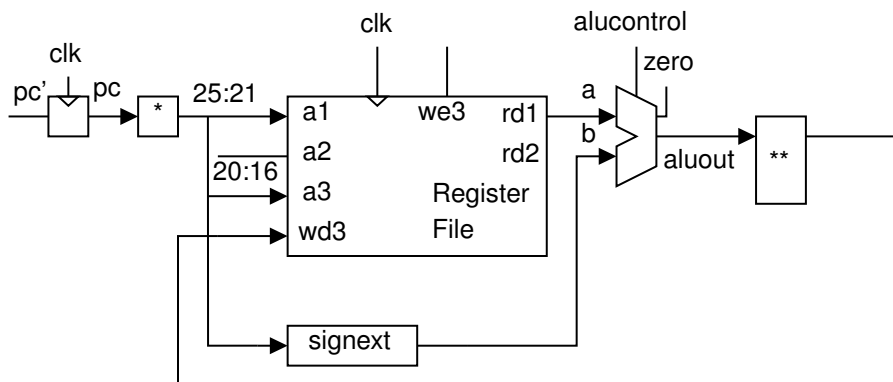 clk
alucontrol
clk
zero
pc’
pc
25:21
a
*
a1
we3
rd1
b
a2
rd2
aluout
**
20:16
a3
Register
wd3
File
signext